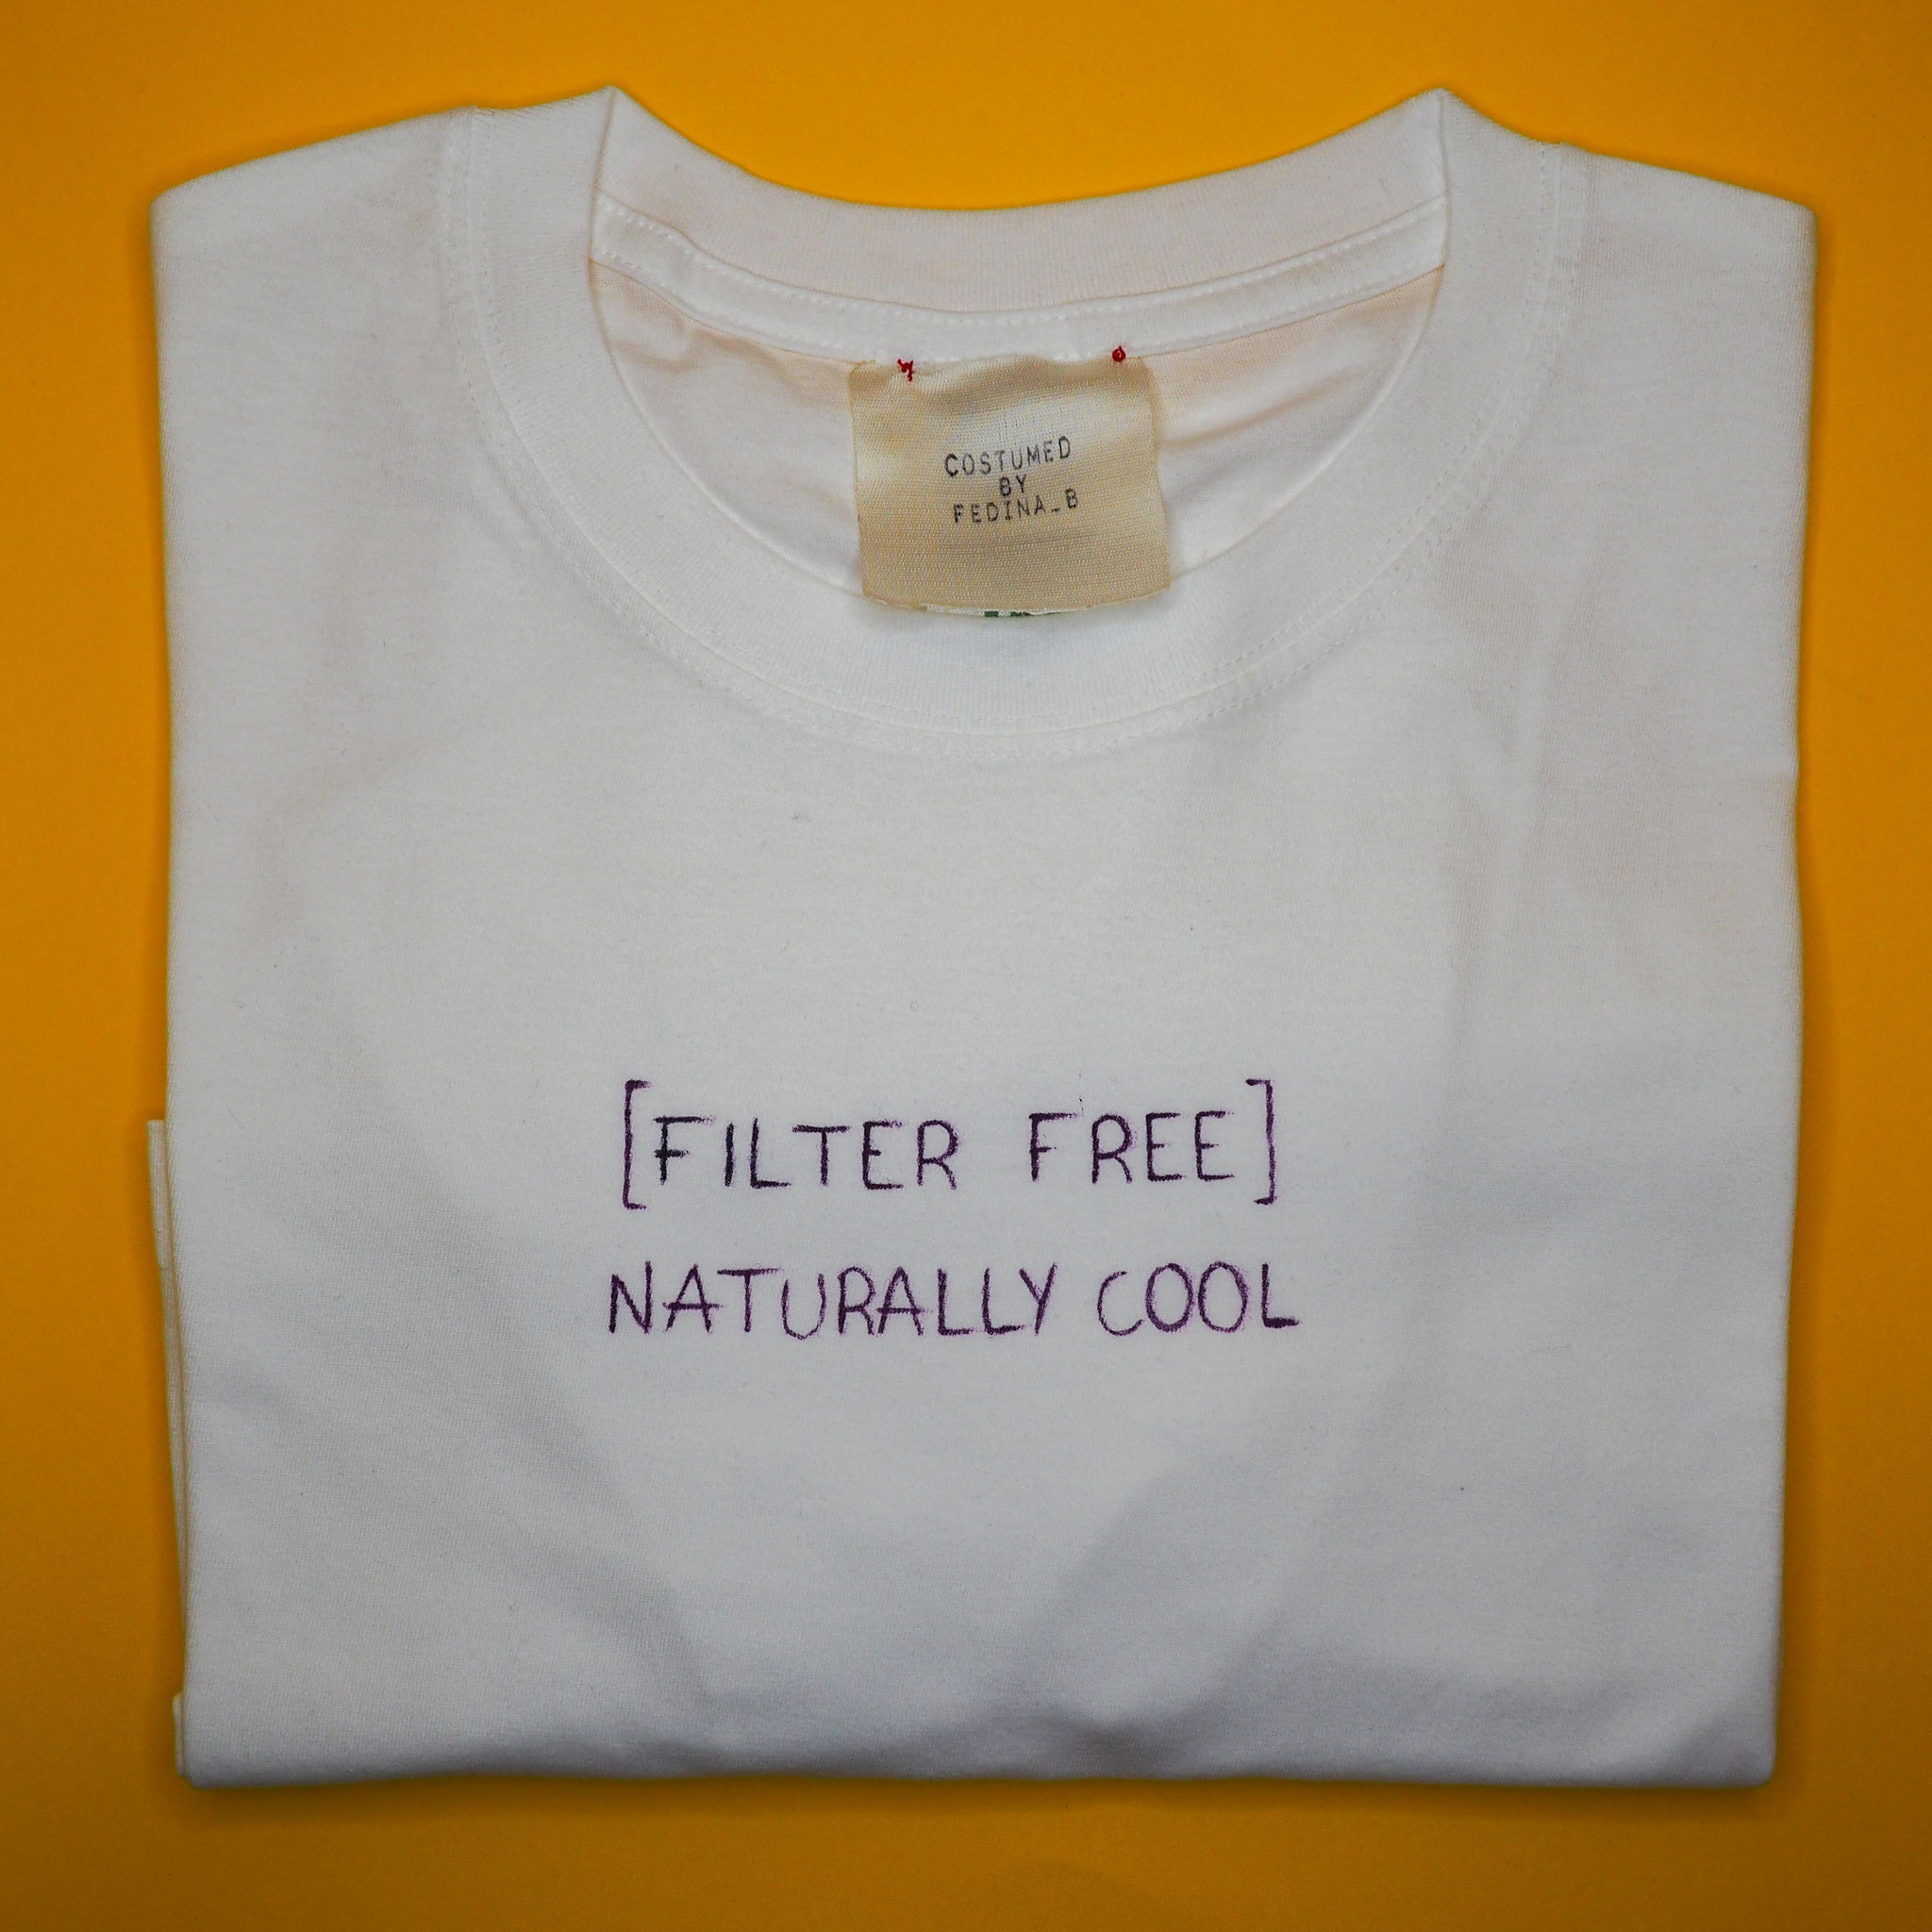 COSTUMED
BY
FEDINA_B
[FILTER FREE]
NATURALLY COOL